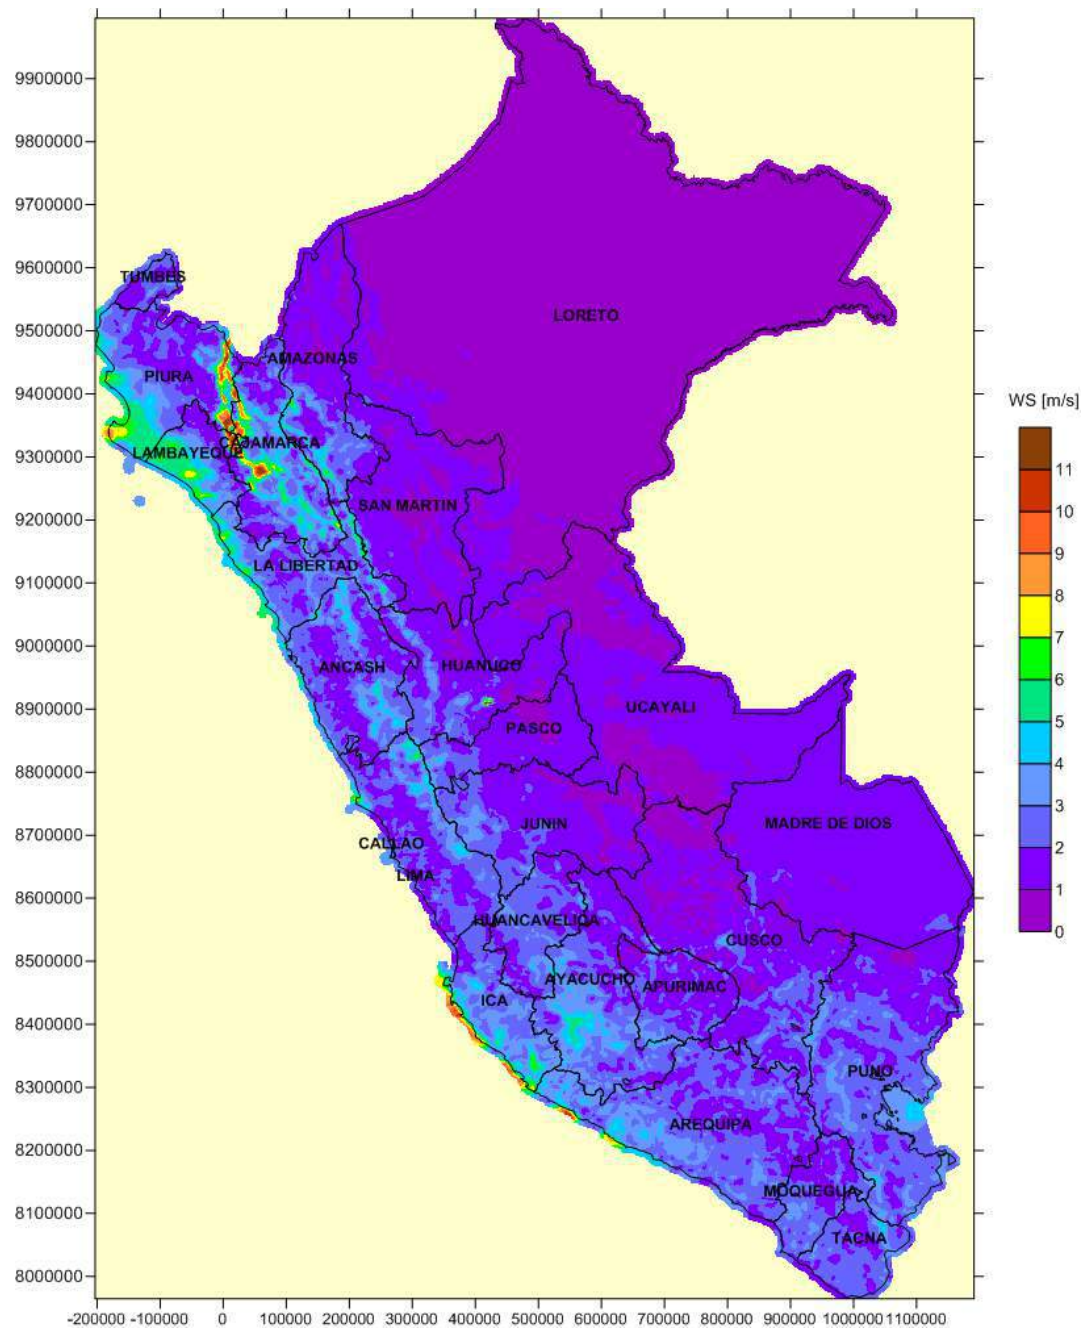 9900000
9800000
9700000
9600000
TUMBES
9500000
LORETO
AMAZONAS
9400000
PIURA
WS [m/s]
CAJAMARCA
9300000
LAMBAYEQUE
11
SAN MARTIN
10
9200000
9
LA LIBERTAD
9100000
8
7
9000000
ANCASH
HUANUCO
6
8900000
UCAYALI
PASCO
5
4
8800000
3
JUNIN
MADRE DE DIOS
2
8700000
CALLAO
LIMA
1
8600000
HUANCAVELICA
0
CUSCO
8500000
AYACUCHO
APURIMAC
ICA
8400000
PUNO
8300000
AREQUIPA
8200000
MOQUEGUA
8100000
TACNA
8000000
-200000 -100000 0 100000 200000 300000 400000 500000 600000 700000 800000 900000 1000000 1100000